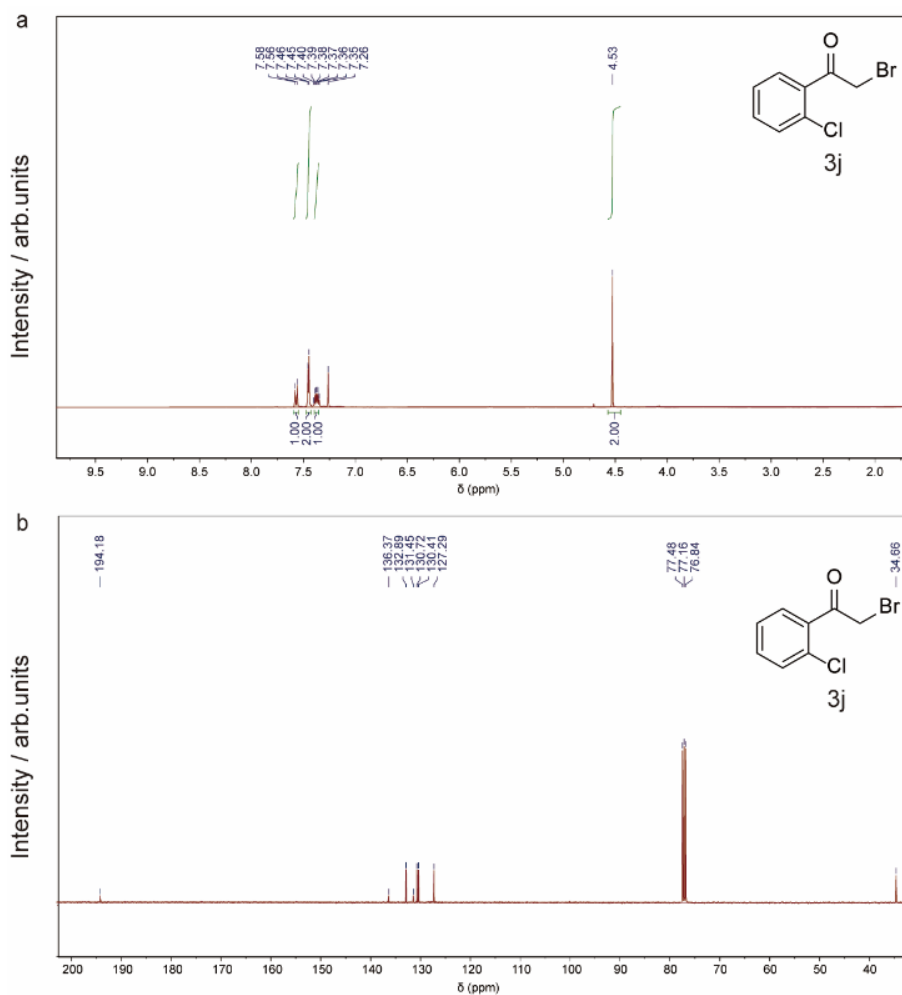 a
7.58
7.56
7.46
7.45
7.40
7.39
7.38
7.37
7.36
7.35
7.26
4.53
O
Br
Cl
3j
Intensity / arb.units
1.00
2.00
1.00
2.00
9.5 9.0 8.5 8.0 7.5 7.0 6.5 6.0 5.5 5.0 4.5 4.0 3.5 3.0 2.5 2.0
δ (ppm)
b
194.18
136.37
132.89
131.45
130.72
130.41
127.29
77.48
77.16
76.84
34.66
O
Br
Cl
3j
Intensity / arb.units
200 190 180 170 160 150 140 130 120 110 100 90 80 70 60 50 40
δ (ppm)